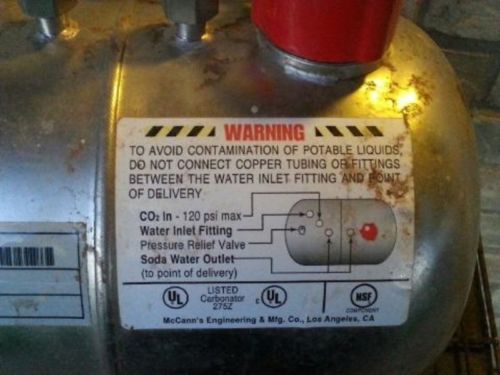 WARNING
TO AVOID CONTAMINATION OF POTABLE LIQUIDS,
DO NOT CONNECT COPPER TUBING OR FITTINGS
BETWEEN THE WATER INLET FITTING AND POINT
OF DELIVERY
CO₂ In - 120 psi max
Water Inlet Fitting
Pressure Relief Valve
Soda Water Outlet
(to point of delivery)
UL
LISTED
Carbonator
275Z
C UL
NSF
COMPONENT
McCann's Engineering & Mfg. Co., Los Angeles, CA